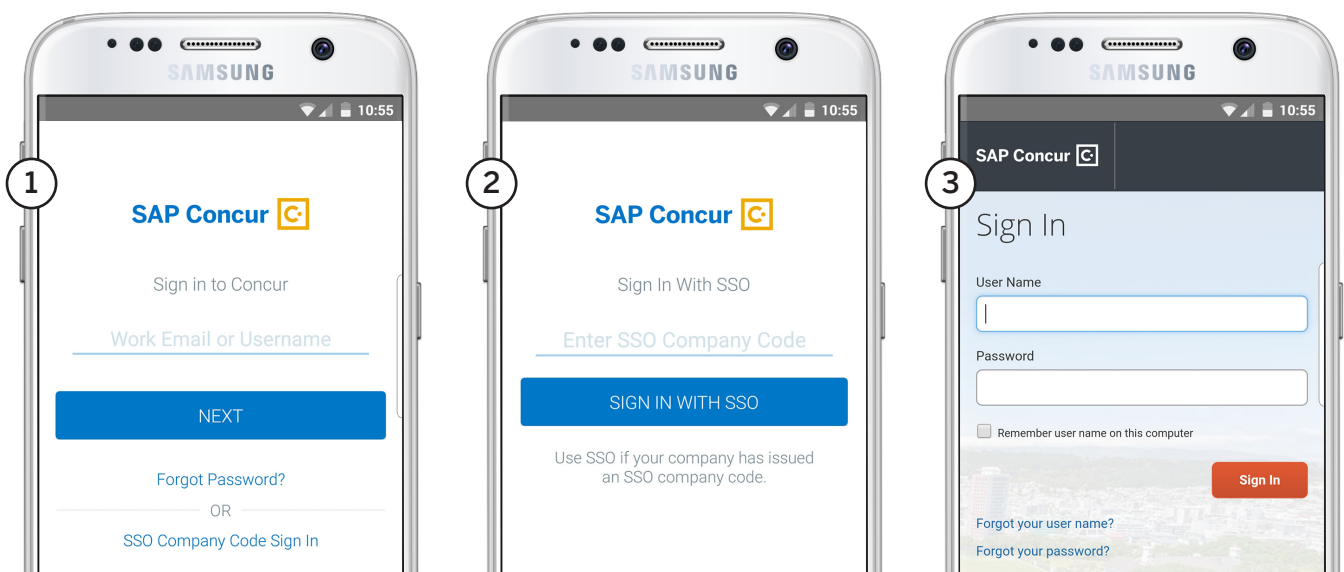 SAMSUNG
10:55
1
SAP Concur
Sign in to Concur
Work Email or Username
NEXT
Forgot Password?
OR
SSO Company Code Sign In
SAMSUNG
10:55
2
SAP Concur
Sign In With SSO
Enter SSO Company Code
SIGN IN WITH SSO
Use SSO if your company has issued
an SSO company code.
SAMSUNG
10:55
3
SAP Concur
Sign In
User Name
Password
Remember user name on this computer
Sign In
Forgot your user name?
Forgot your password?